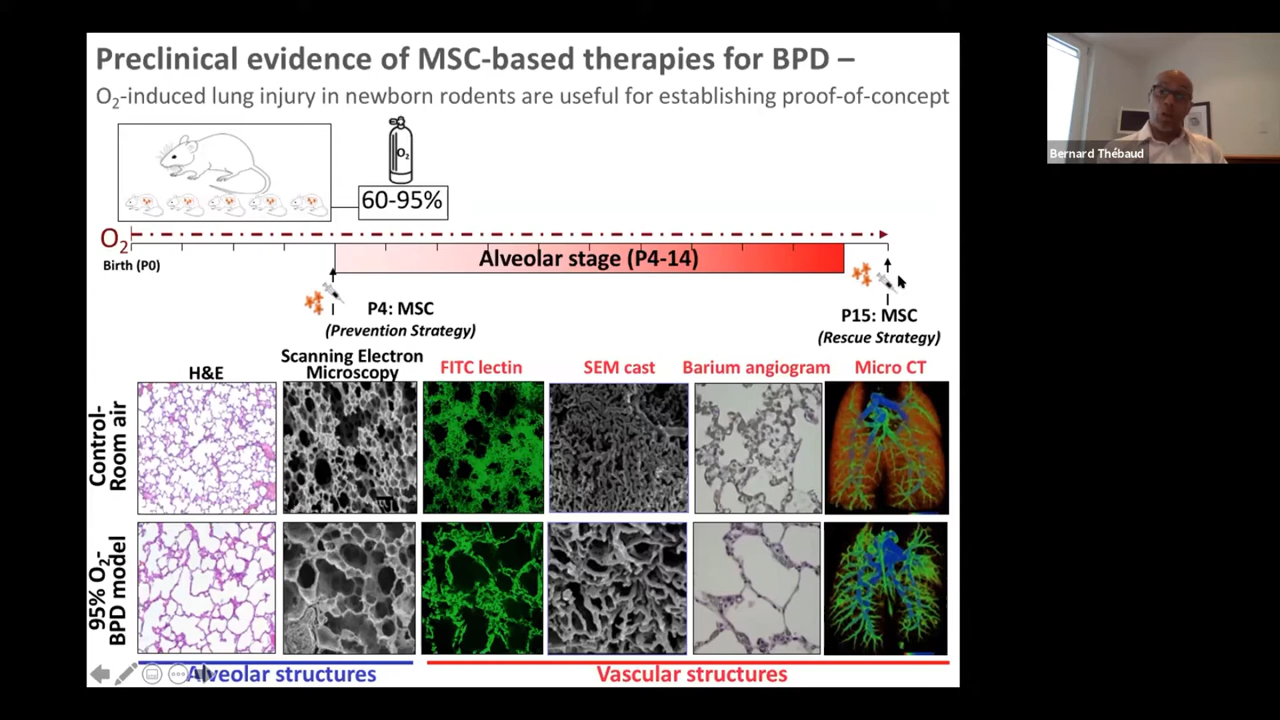 Preclinical evidence of MSC-based therapies for BPD –
O₂-induced lung injury in newborn rodents are useful for establishing proof-of-concept
O₂
60-95%
O₂
Birth (P0)
Alveolar stage (P4-14)
P4: MSC
(Prevention Strategy)
P15: MSC
(Rescue Strategy)
H&E
Scanning Electron
Microscopy
FITC lectin
SEM cast
Barium angiogram
Micro CT
Control-
Room air
95% O₂-
BPD model
Alveolar structures
Vascular structures
Bernard Thébaud